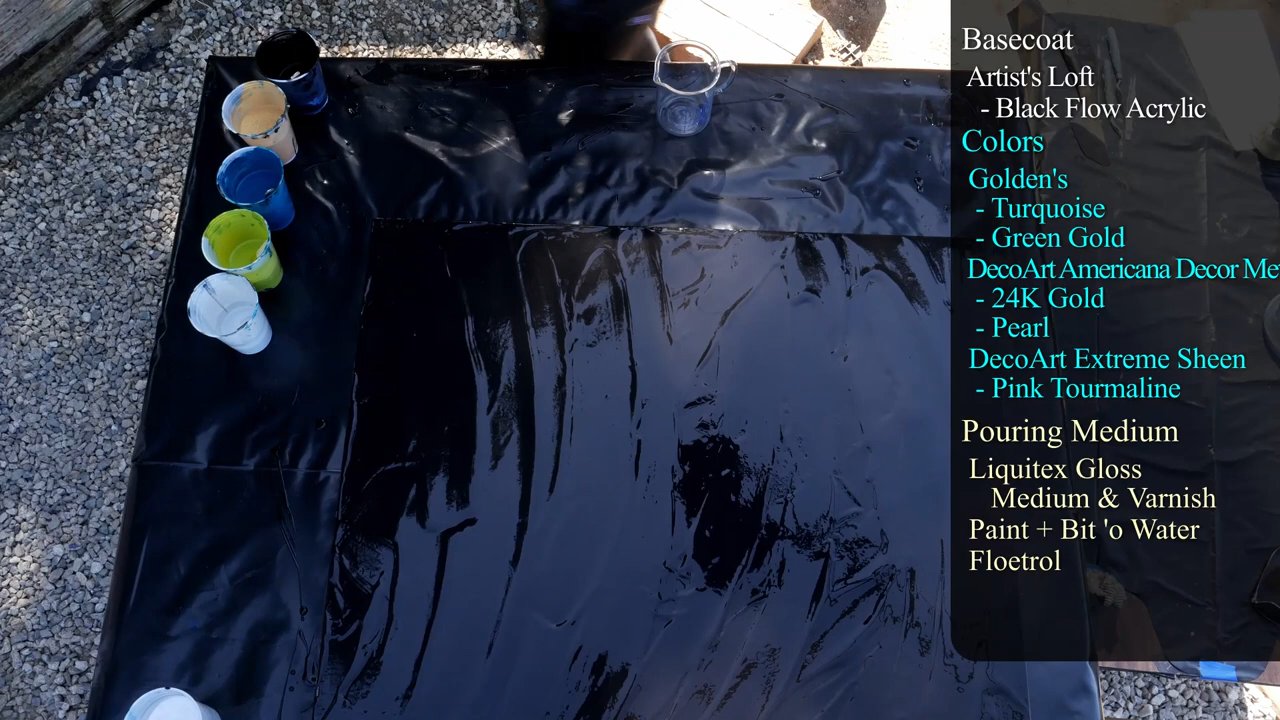 Basecoat
Artist's Loft
- Black Flow Acrylic
Colors
Golden's
- Turquoise
- Green Gold
DecoArt Americana Decor Me
- 24K Gold
- Pearl
DecoArt Extreme Sheen
- Pink Tourmaline
Pouring Medium
Liquitex Gloss
Medium & Varnish
Paint + Bit 'o Water
Floetrol